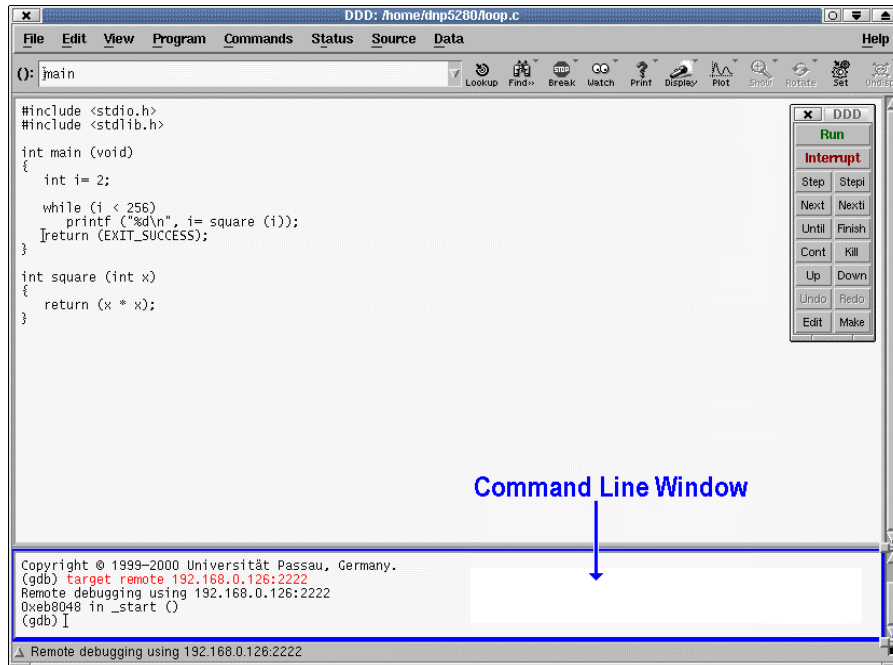 DDD: /home/dnp5280/loop.c
File Edit View Program Commands Status Source Data Help
(): main
Lookup Find» Break Watch Print Display Plot Show Rotate Set Undisp
#include <stdio.h>
#include <stdlib.h>
int main (void)
{
int i= 2;
while (i < 256)
printf ("%d\n", i= square (i));
return (EXIT_SUCCESS);
}
int square (int x)
{
return (x * x);
}
DDD
Run
Interrupt
Step Stepi
Next Nexti
Until Finish
Cont Kill
Up Down
Undo Redo
Edit Make
Command Line Window
Copyright © 1999–2000 Universität Passau, Germany.
(gdb) target remote 192.168.0.126:2222
Remote debugging using 192.168.0.126:2222
0xeb8048 in _start ()
(gdb)
Remote debugging using 192.168.0.126:2222